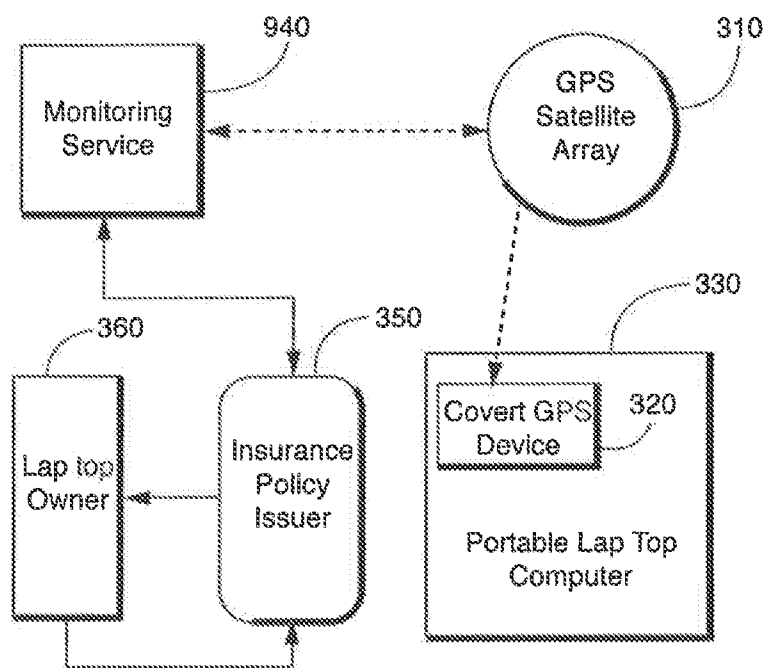 940
310
Monitoring
Service
GPS
Satellite
Array
360
350
330
Lap top
Owner
Insurance
Policy
Issuer
Covert GPS
Device
320
Portable Lap Top
Computer